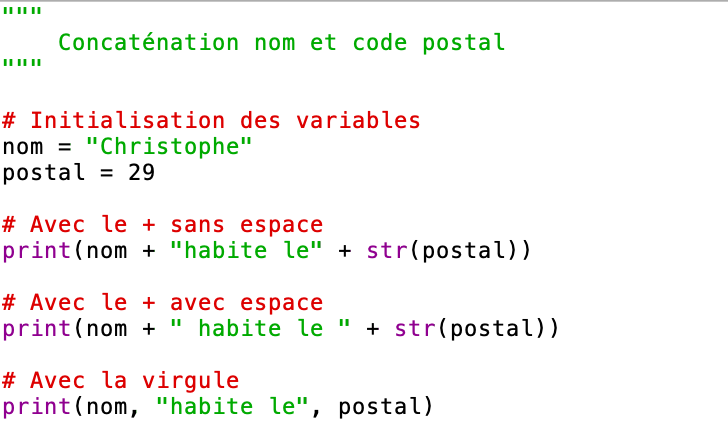 """
    Concaténation nom et code postal
"""

# Initialisation des variables
nom = "Christophe"
postal = 29

# Avec le + sans espace
print(nom + "habite le" + str(postal))

# Avec le + avec espace
print(nom + " habite le " + str(postal))

# Avec la virgule
print(nom, "habite le", postal)